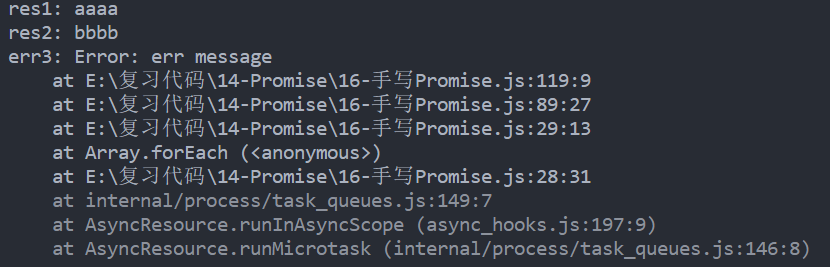 res1: aaaa
res2: bbbb
err3: Error: err message
    at E:\复习代码\14-Promise\16-手写Promise.js:119:9
    at E:\复习代码\14-Promise\16-手写Promise.js:89:27
    at E:\复习代码\14-Promise\16-手写Promise.js:29:13
    at Array.forEach (<anonymous>)
    at E:\复习代码\14-Promise\16-手写Promise.js:28:31
    at internal/process/task_queues.js:149:7
    at AsyncResource.runInAsyncScope (async_hooks.js:197:9)
    at AsyncResource.runMicrotask (internal/process/task_queues.js:146:8)